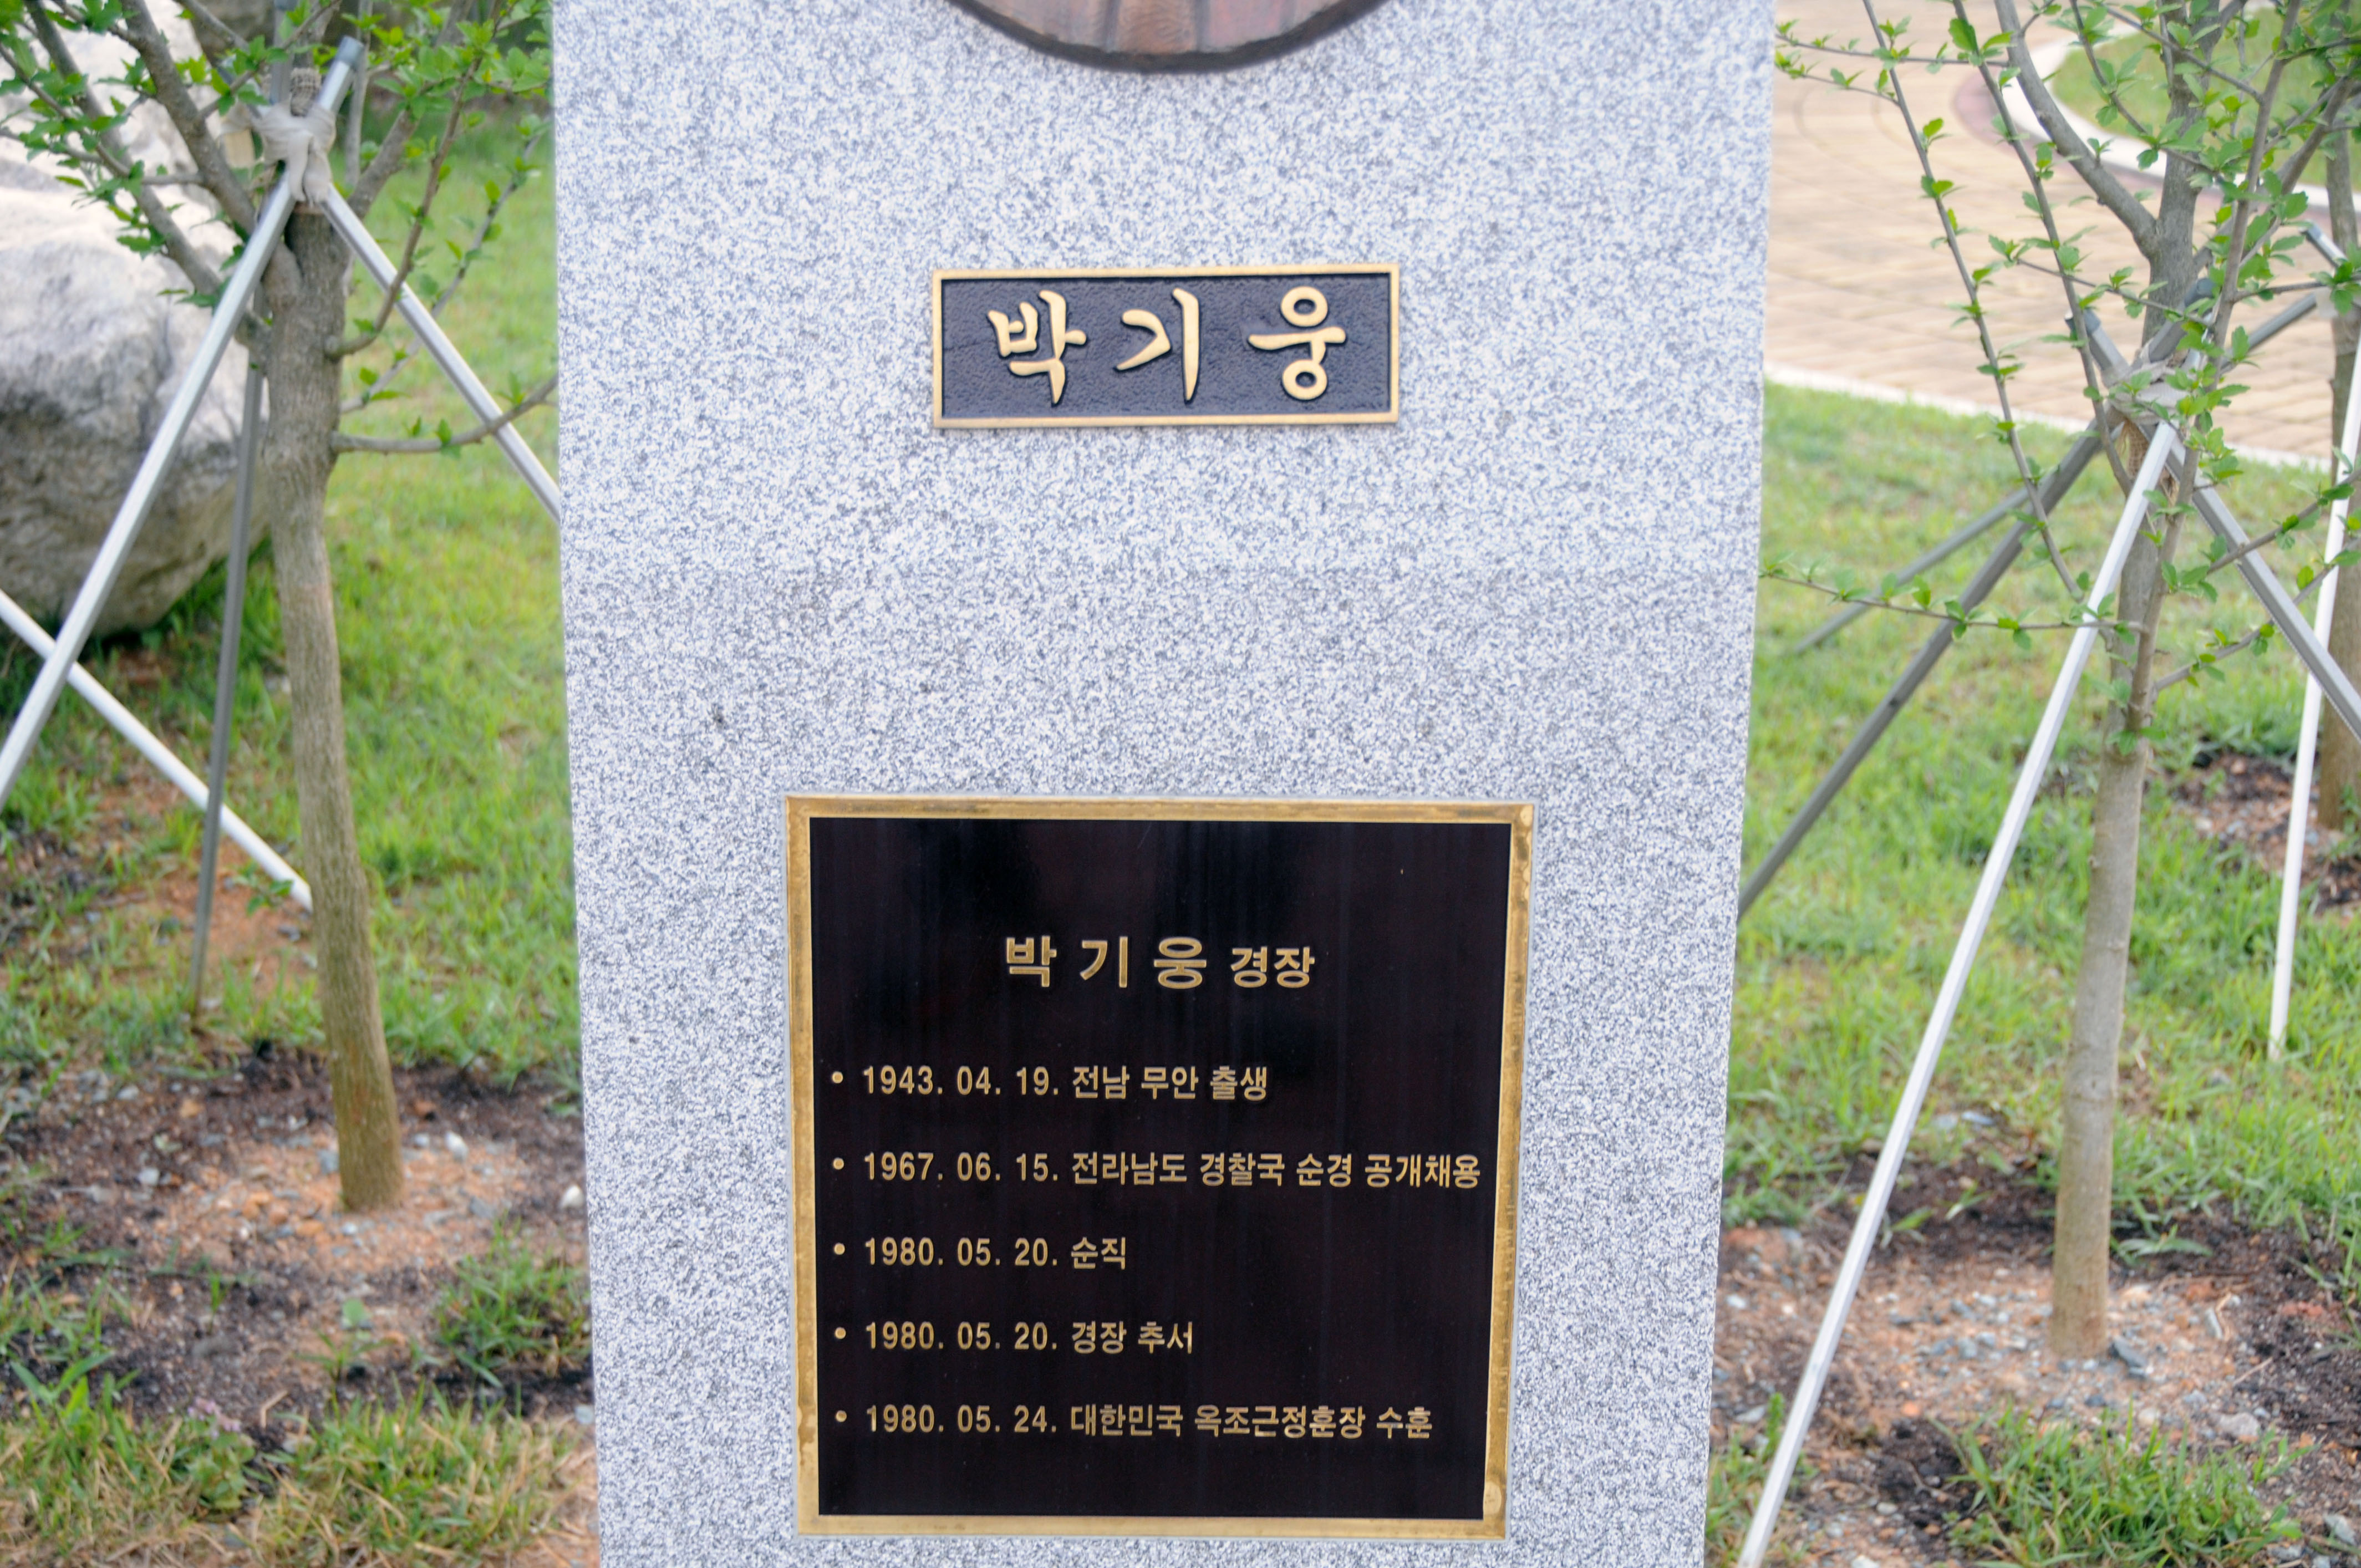 박기웅
박 기 웅 경장
• 1943. 04. 19. 전남 무안 출생
• 1967. 06. 15. 전라남도 경찰국 순경 공개채용
• 1980. 05. 20. 순직
• 1980. 05. 20. 경장 추서
• 1980. 05. 24. 대한민국 옥조근정훈장 수훈